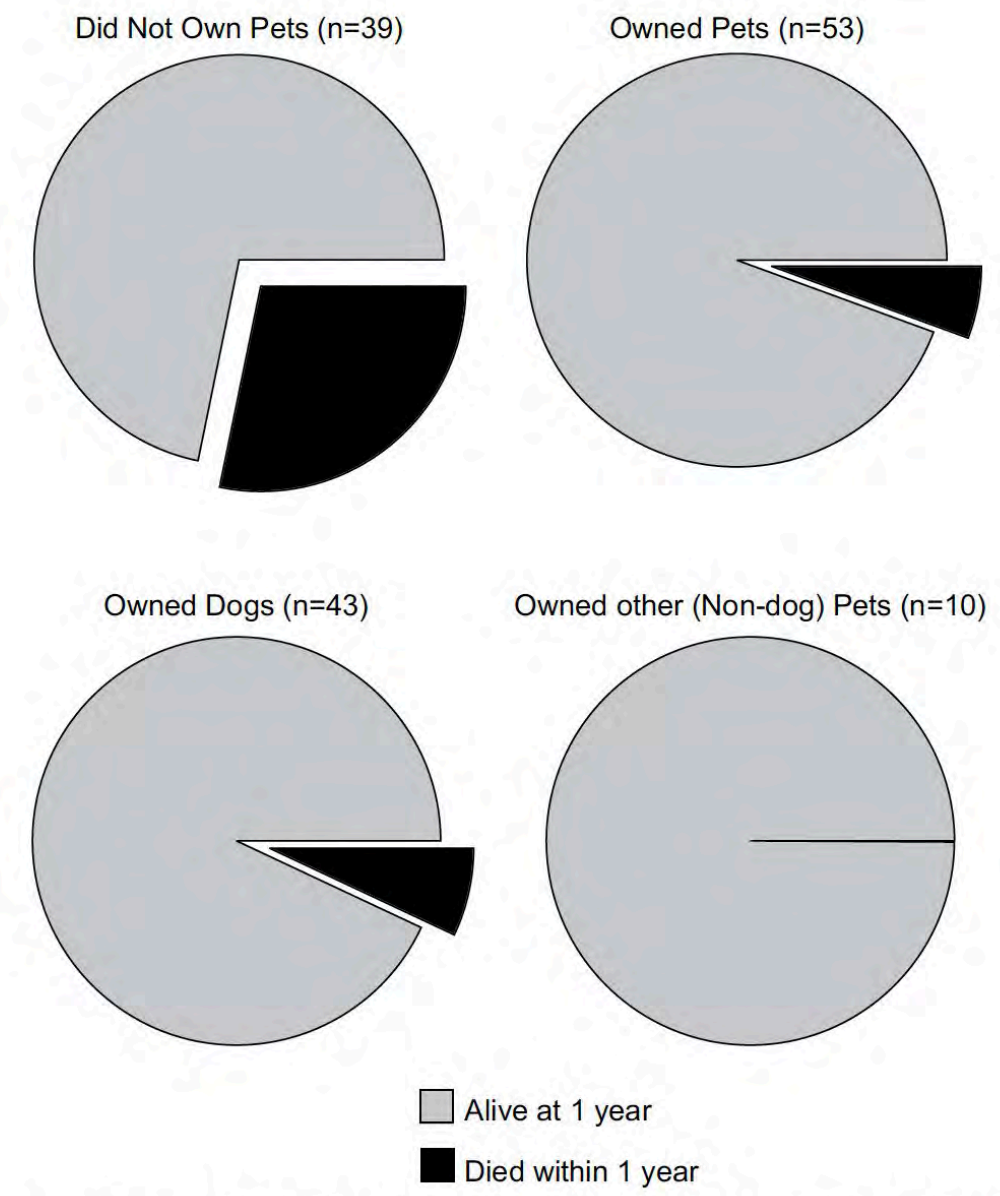 Did Not Own Pets (n=39)
Owned Pets (n=53)
Owned Dogs (n=43)
Owned other (Non-dog) Pets (n=10)
Alive at 1 year
Died within 1 year